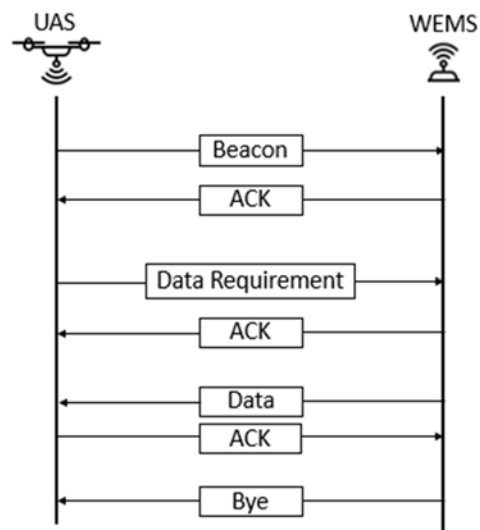 UAS
WEMS
Beacon
ACK
Data Requirement
ACK
Data
ACK
Bye